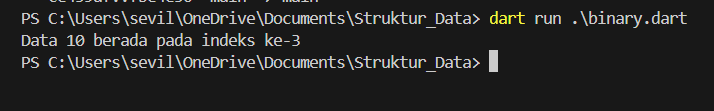 PS C:\Users\sevil\OneDrive\Documents\Struktur_Data> dart run .\binary.dart
Data 10 berada pada indeks ke-3
PS C:\Users\sevil\OneDrive\Documents\Struktur_Data>